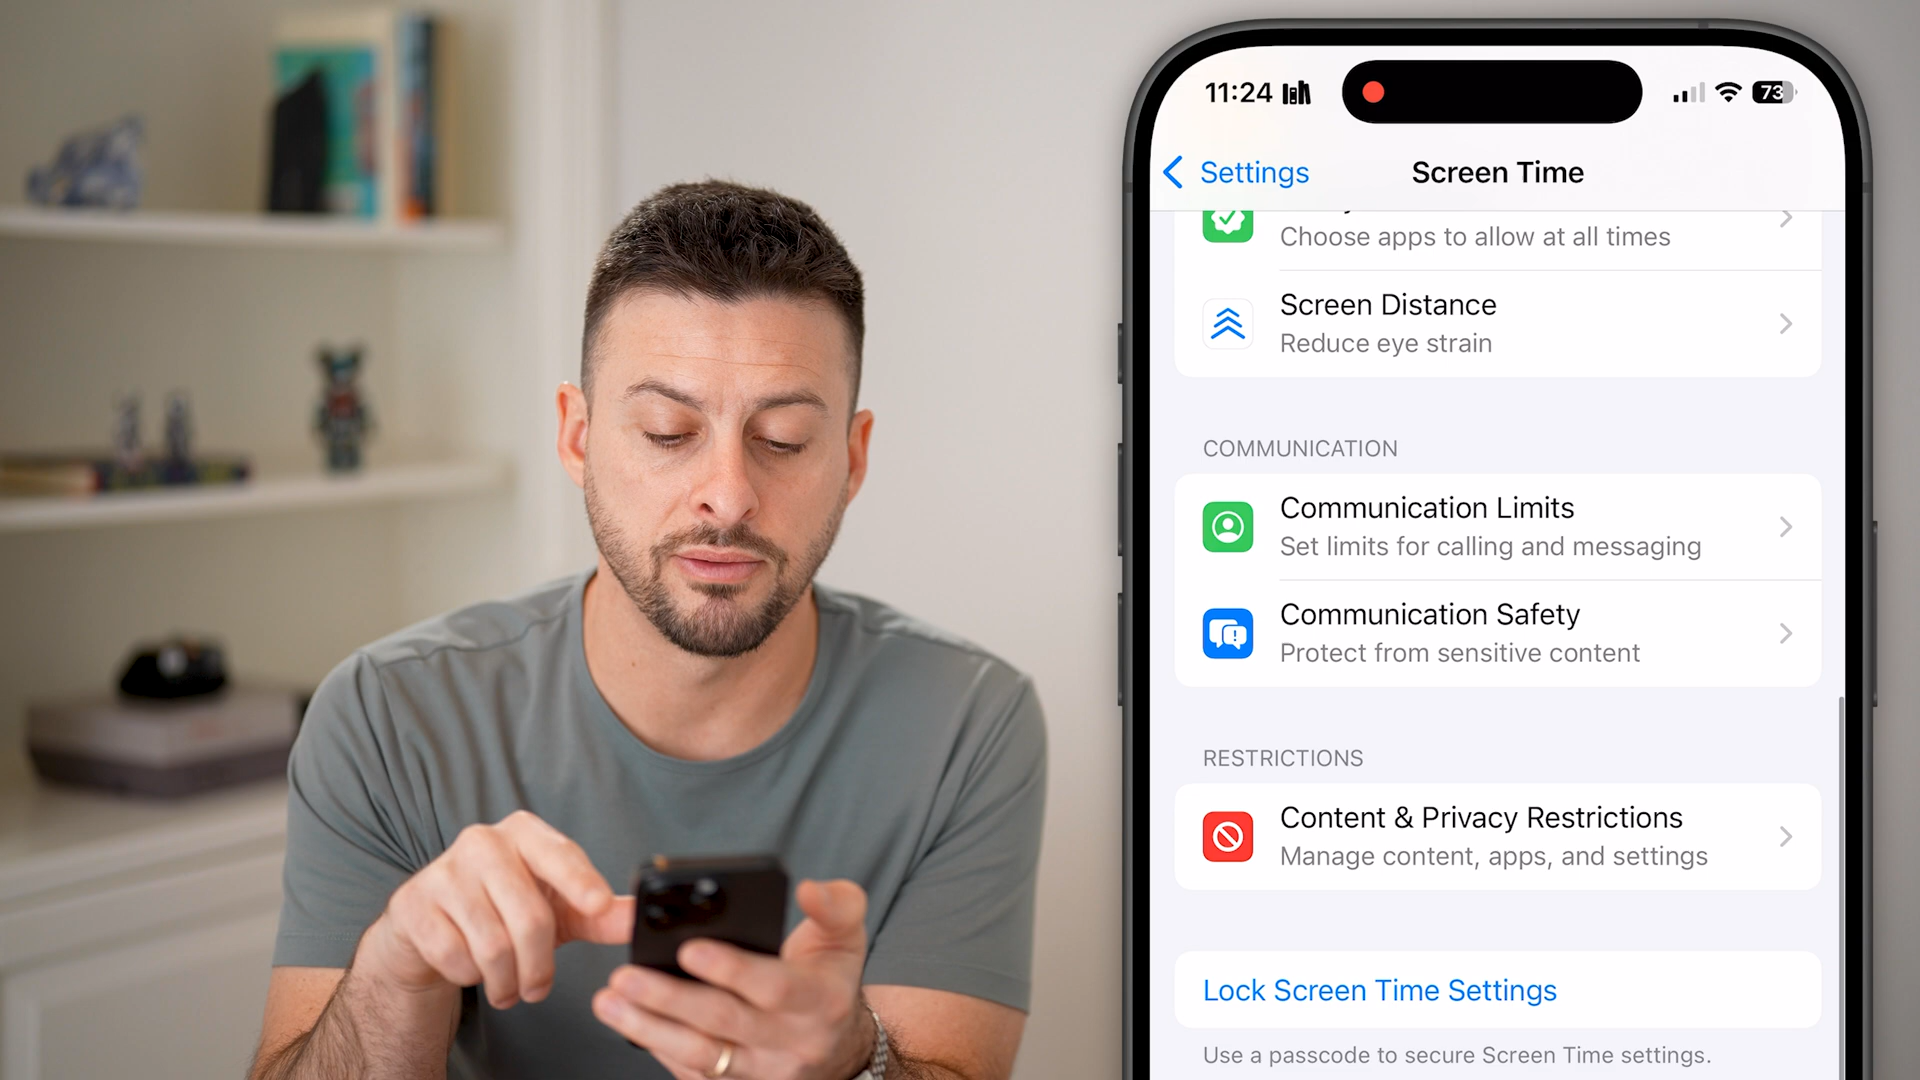 11:24
73
Settings
Screen Time
Choose apps to allow at all times
Screen Distance
Reduce eye strain
COMMUNICATION
Communication Limits
Set limits for calling and messaging
Communication Safety
Protect from sensitive content
RESTRICTIONS
Content & Privacy Restrictions
Manage content, apps, and settings
Lock Screen Time Settings
Use a passcode to secure Screen Time settings.